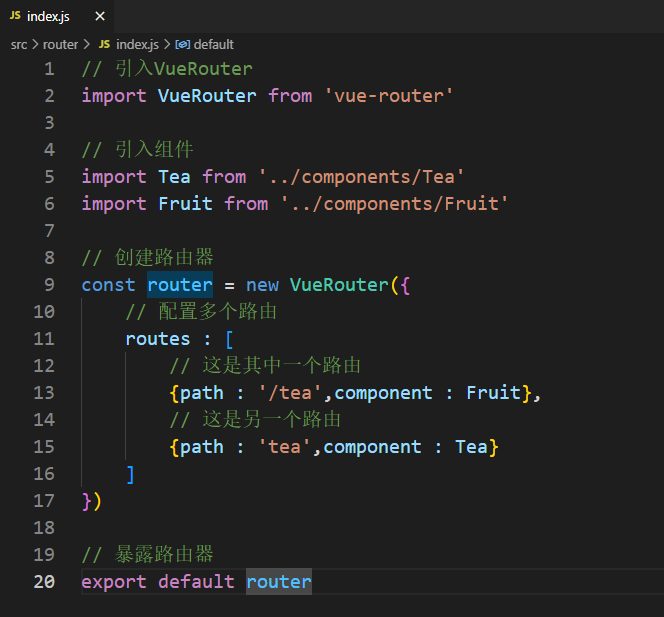 JS index.js ×
src > router > JS index.js > default
1 // 引入VueRouter
2 import VueRouter from 'vue-router'
3
4 // 引入组件
5 import Tea from '../components/Tea'
6 import Fruit from '../components/Fruit'
7
8 // 创建路由器
9 const router = new VueRouter({
10 // 配置多个路由
11 routes : [
12 // 这是其中一个路由
13 {path : '/tea',component : Fruit},
14 // 这是另一个路由
15 {path : 'tea',component : Tea}
16 ]
17 })
18
19 // 暴露路由器
20 export default router